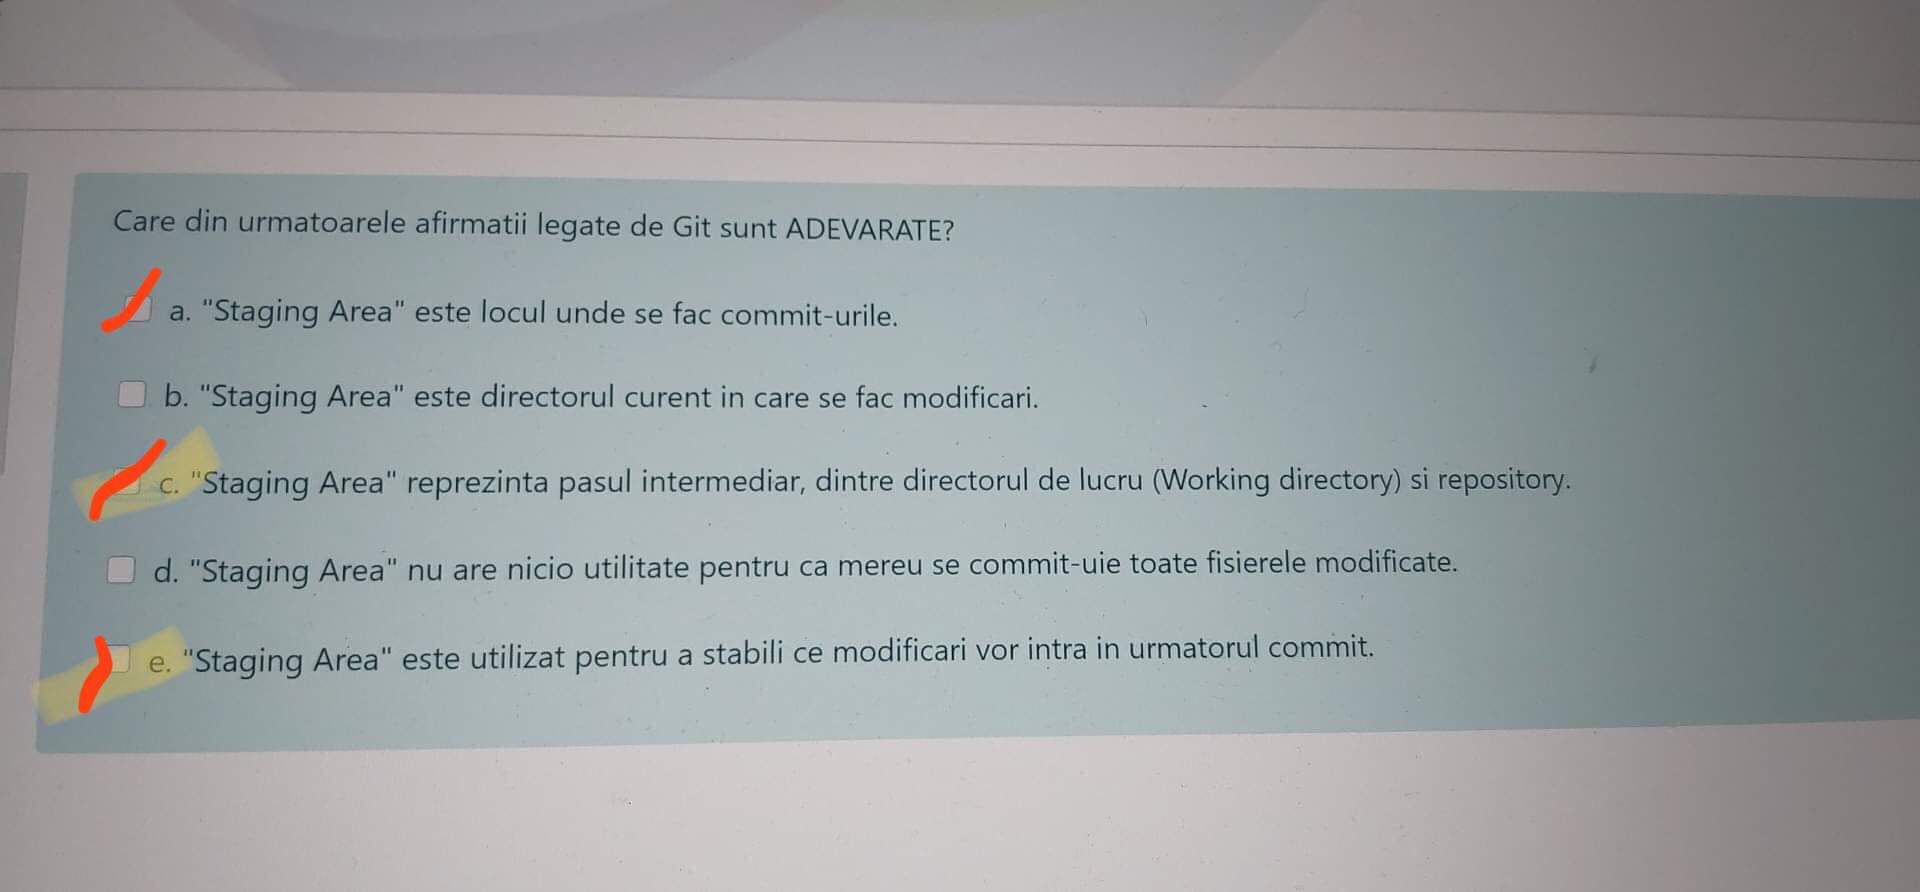 Care din urmatoarele afirmatii legate de Git sunt ADEVARATE?
a. "Staging Area" este locul unde se fac commit-urile.
b. "Staging Area" este directorul curent in care se fac modificari.
c. "Staging Area" reprezinta pasul intermediar, dintre directorul de lucru (Working directory) si repository.
d. "Staging Area" nu are nicio utilitate pentru ca mereu se commit-uie toate fisierele modificate.
e. "Staging Area" este utilizat pentru a stabili ce modificari vor intra in urmatorul commit.